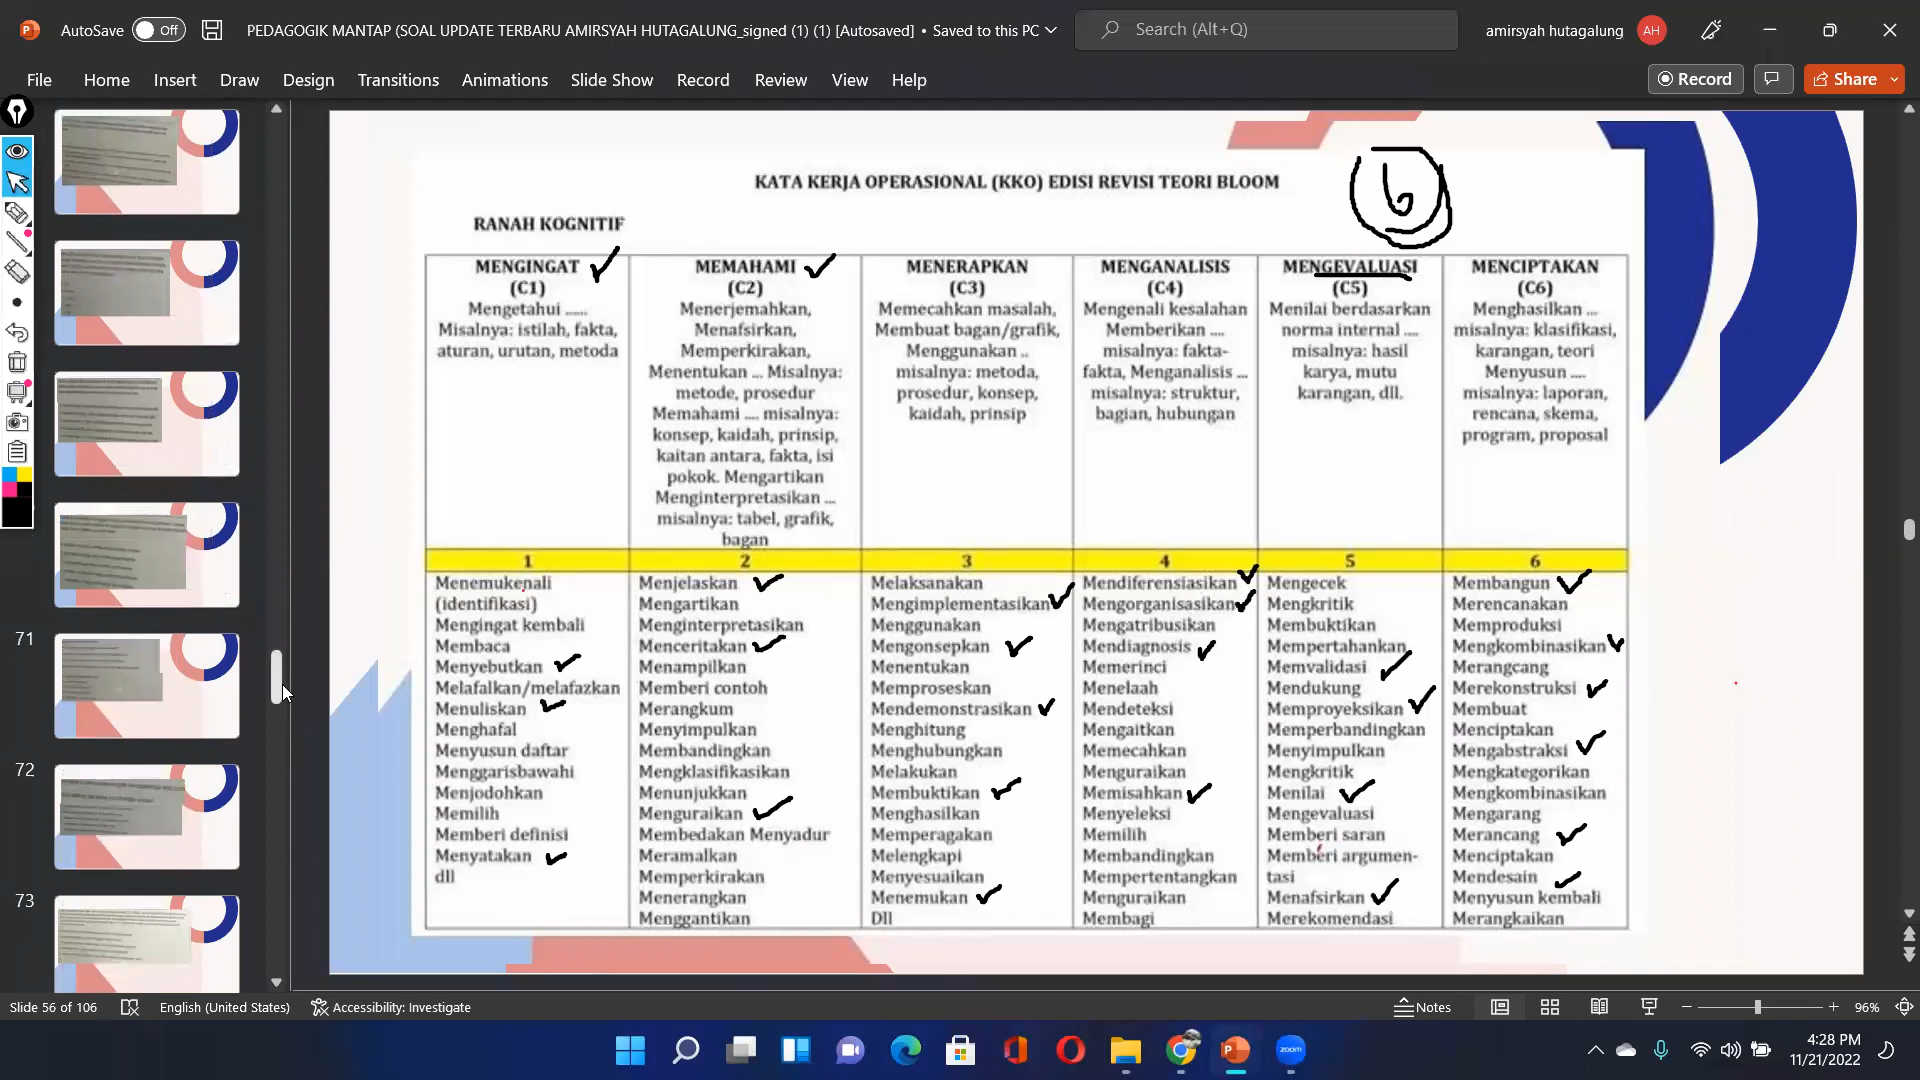 AutoSave Off PEDAGOGIK MANTAP (SOAL UPDATE TERBARU AMIRSYAH HUTAGALUNG_signed (1) (1) [Autosaved] • Saved to this PC Search (Alt+Q) amirsyah hutagalung AH
File Home Insert Draw Design Transitions Animations Slide Show Record Review View Help Record Share
KATA KERJA OPERASIONAL (KKO) EDISI REVISI TEORI BLOOM
6
RANAH KOGNITIF
MENGINGAT
(C1)
Mengetahui ......
Misalnya: istilah, fakta,
aturan, urutan, metoda
MEMAHAMI
(C2)
Menerjemahkan,
Menafsirkan,
Memperkirakan,
Menentukan ... Misalnya:
metode, prosedur
Memahami .... misalnya:
konsep, kaidah, prinsip,
kaitan antara, fakta, isi
pokok. Mengartikan
Menginterpretasikan ...
misalnya: tabel, grafik,
bagan
MENERAPKAN
(C3)
Memecahkan masalah,
Membuat bagan/grafik,
Menggunakan ..
misalnya: metoda,
prosedur, konsep,
kaidah, prinsip
MENGANALISIS
(C4)
Mengenali kesalahan
Memberikan ....
misalnya: fakta-
fakta, Menganalisis ...
misalnya: struktur,
bagian, hubungan
MENGEVALUASI
(C5)
Menilai berdasarkan
norma internal ....
misalnya: hasil
karya, mutu
karangan, dll.
MENCIPTAKAN
(C6)
Menghasilkan ...
misalnya: klasifikasi,
karangan, teori
Menyusun ....
misalnya: laporan,
rencana, skema,
program, proposal
1 2 3 4 5 6
Menemukenali
(identifikasi)
Mengingat kembali
Membaca
Menyebutkan
Melafalkan/melafazkan
Menuliskan
Menghafal
Menyusun daftar
Menggarisbawahi
Menjodohkan
Memilih
Memberi definisi
Menyatakan
dll
Menjelaskan
Mengartikan
Menginterpretasikan
Menceritakan
Menampilkan
Memberi contoh
Merangkum
Menyimpulkan
Membandingkan
Mengklasifikasikan
Menunjukkan
Menguraikan
Membedakan Menyadur
Meramalkan
Memperkirakan
Menerangkan
Menggantikan
Melaksanakan
Mengimplementasikan
Menggunakan
Mengonsepkan
Menentukan
Memproseskan
Mendemonstrasikan
Menghitung
Menghubungkan
Melakukan
Membuktikan
Menghasilkan
Memperagakan
Melengkapi
Menyesuaikan
Menemukan
Dll
Mendiferensiasikan
Mengorganisasikan
Mengatribusikan
Mendiagnosis
Memerinci
Menelaah
Mendeteksi
Mengaitkan
Memecahkan
Menguraikan
Memisahkan
Menyeleksi
Memilih
Membandingkan
Mempertentangkan
Menguraikan
Membagi
Mengecek
Mengkritik
Membuktikan
Mempertahankan
Memvalidasi
Mendukung
Memproyeksikan
Memperbandingkan
Menyimpulkan
Mengkritik
Menilai
Mengevaluasi
Memberi saran
Memberi argumen-
tasi
Menafsirkan
Merekomendasi
Membangun
Merencanakan
Memproduksi
Mengkombinasikan
Merangcang
Merekonstruksi
Membuat
Menciptakan
Mengabstraksi
Mengkategorikan
Mengkombinasikan
Mengarang
Merancang
Menciptakan
Mendesain
Menyusun kembali
Merangkaikan
71
72
73
Slide 56 of 106 English (United States) Accessibility: Investigate Notes 96%
zoom
4:28 PM
11/21/2022